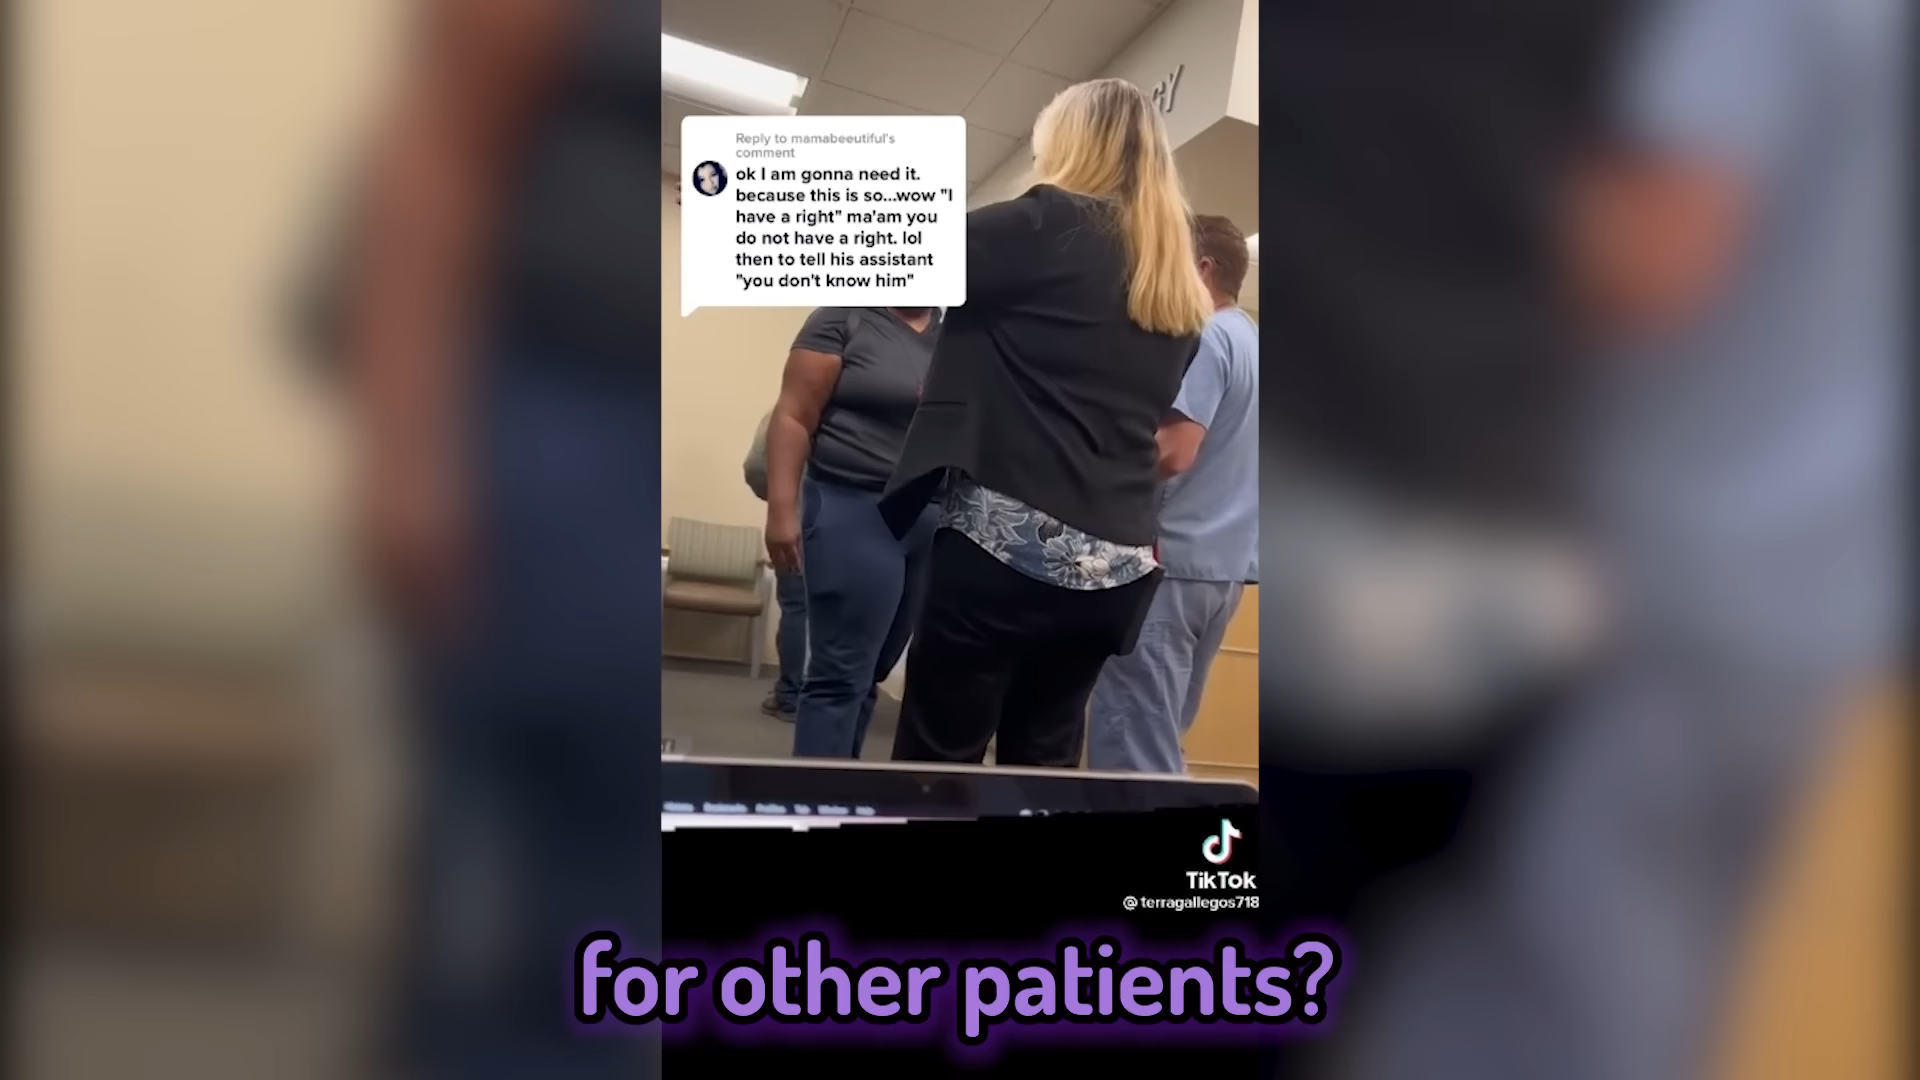 GY
Reply to mamabeeutiful's
comment
ok I am gonna need it.
because this is so...wow "I
have a right" ma'am you
do not have a right. lol
then to tell his assistant
"you don't know him"
TikTok
@terragallegos718
for other patients?